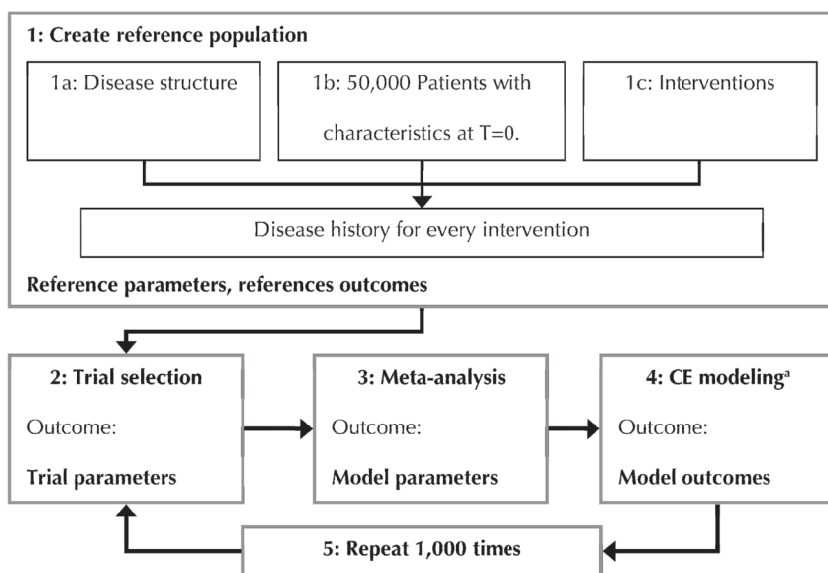 1: Create reference population
1a: Disease structure
1b: 50,000 Patients with
characteristics at T=0.
1c: Interventions
Disease history for every intervention
Reference parameters, references outcomes
2: Trial selection
Outcome:
Trial parameters
3: Meta-analysis
Outcome:
Model parameters
4: CE modelingᵃ
Outcome:
Model outcomes
5: Repeat 1,000 times